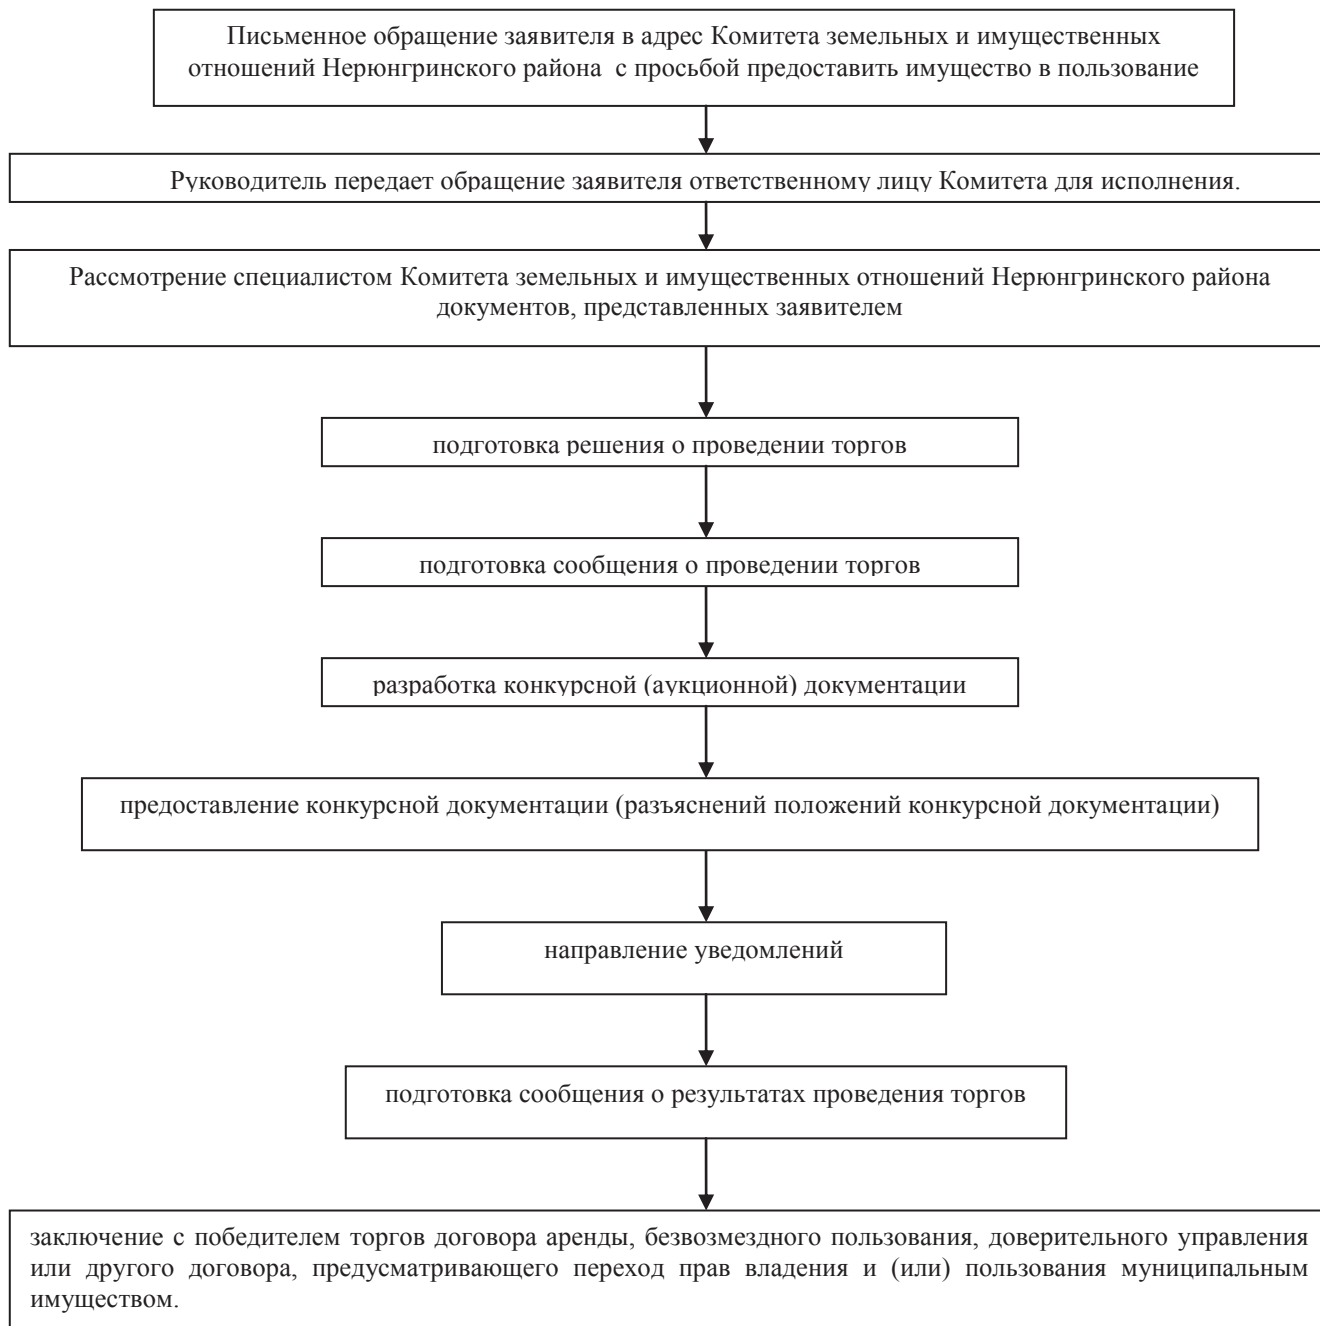 Письменное обращение заявителя в адрес Комитета земельных и имущественных
отношений Нерюнгринского района с просьбой предоставить имущество в пользование
Руководитель передает обращение заявителя ответственному лицу Комитета для исполнения.
Рассмотрение специалистом Комитета земельных и имущественных отношений Нерюнгринского района
документов, представленных заявителем
подготовка решения о проведении торгов
подготовка сообщения о проведении торгов
разработка конкурсной (аукционной) документации
предоставление конкурсной документации (разъяснений положений конкурсной документации)
направление уведомлений
подготовка сообщения о результатах проведения торгов
заключение с победителем торгов договора аренды, безвозмездного пользования, доверительного управления
или другого договора, предусматривающего переход прав владения и (или) пользования муниципальным
имуществом.